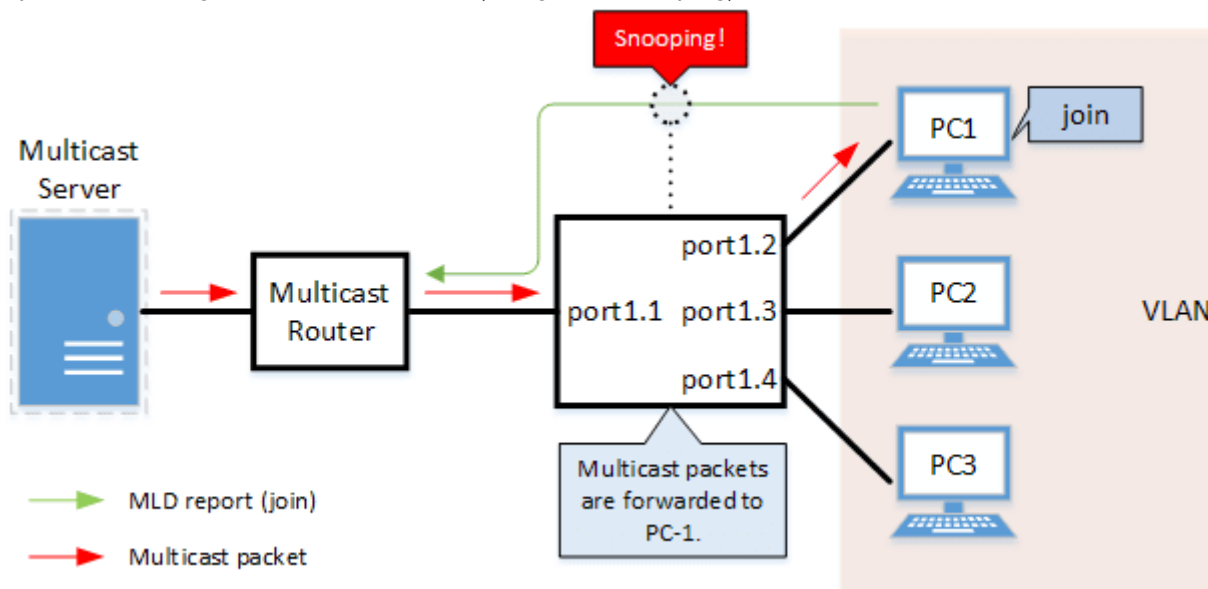 Snooping!
PC1
join
Multicast
Server
port1.2
Multicast
Router
port1.1
port1.3
PC2
VLAN
port1.4
Multicast packets
are forwarded to
PC-1.
PC3
MLD report (join)
Multicast packet